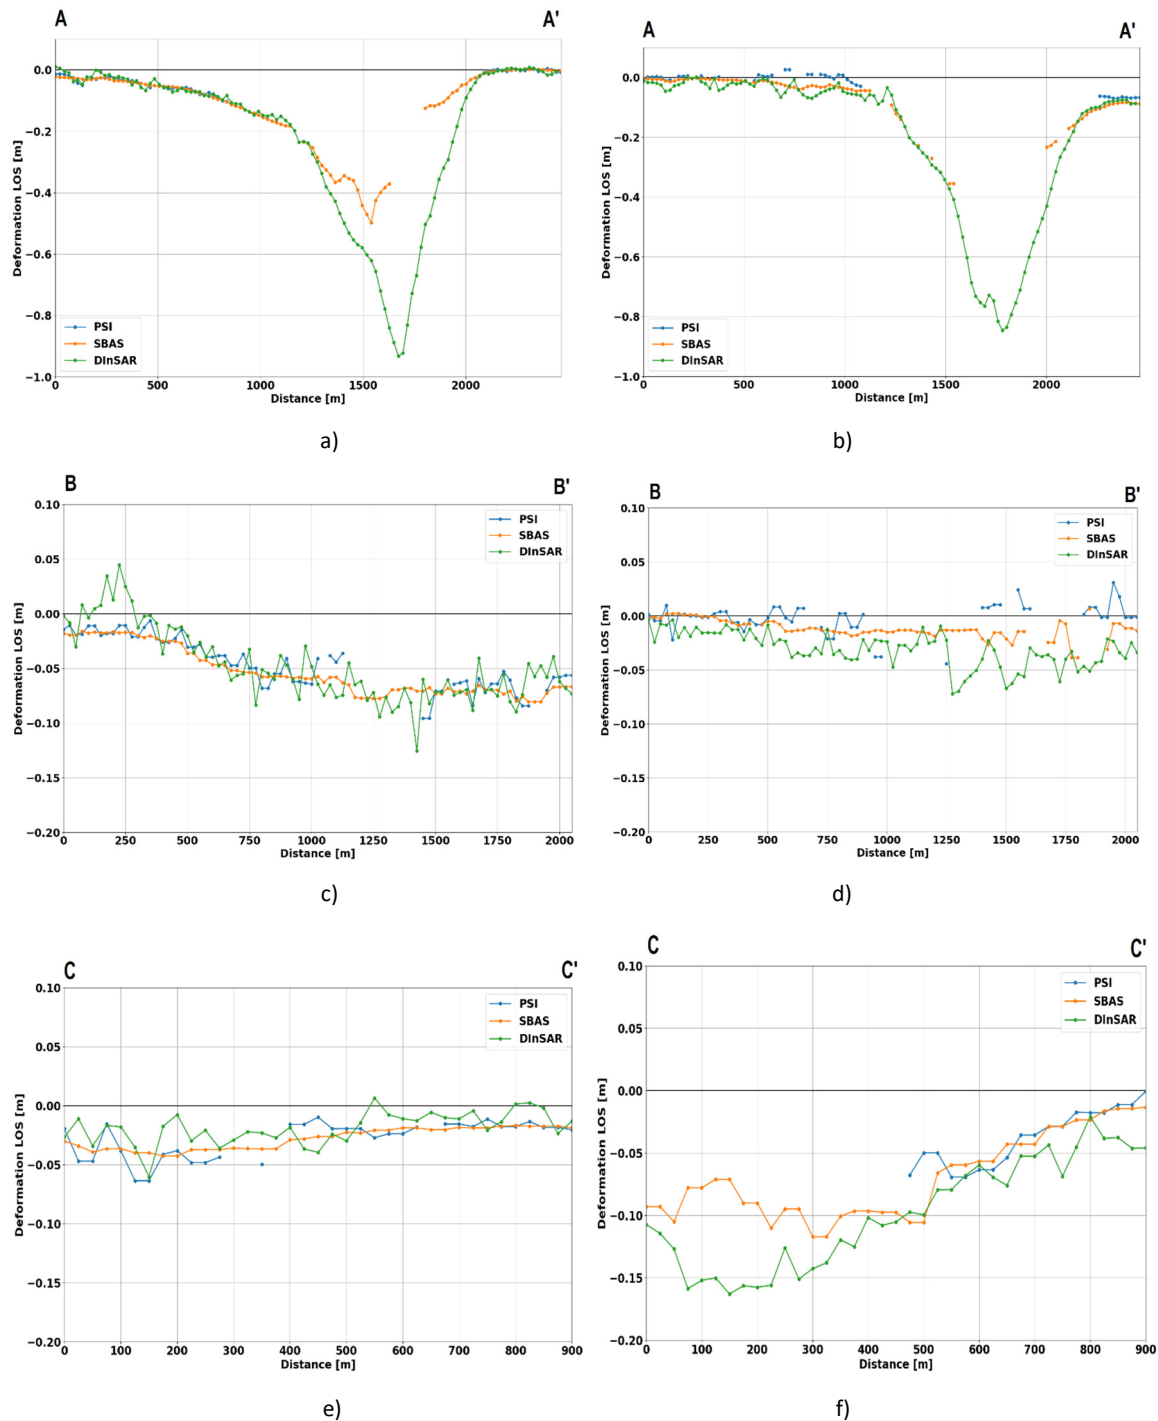 A A'
0.0
−0.2
−0.4
−0.6
−0.8
−1.0
Deformation LOS [m]
PSI
SBAS
DInSAR
0 500 1000 1500 2000
Distance [m]
a)
A A'
0.0
−0.2
−0.4
−0.6
−0.8
−1.0
Deformation LOS [m]
PSI
SBAS
DInSAR
0 500 1000 1500 2000
Distance [m]
b)
B B'
0.10
0.05
0.00
−0.05
−0.10
−0.15
−0.20
Deformation LOS [m]
PSI
SBAS
DInSAR
0 250 500 750 1000 1250 1500 1750 2000
Distance [m]
c)
B B'
0.10
0.05
0.00
−0.05
−0.10
−0.15
−0.20
Deformation LOS [m]
PSI
SBAS
DInSAR
0 250 500 750 1000 1250 1500 1750 2000
Distance [m]
d)
C C'
0.10
0.05
0.00
−0.05
−0.10
−0.15
−0.20
Deformation LOS [m]
PSI
SBAS
DInSAR
0 100 200 300 400 500 600 700 800 900
Distance [m]
e)
C C'
0.10
0.05
0.00
−0.05
−0.10
−0.15
−0.20
Deformation LOS [m]
PSI
SBAS
DInSAR
0 100 200 300 400 500 600 700 800 900
Distance [m]
f)